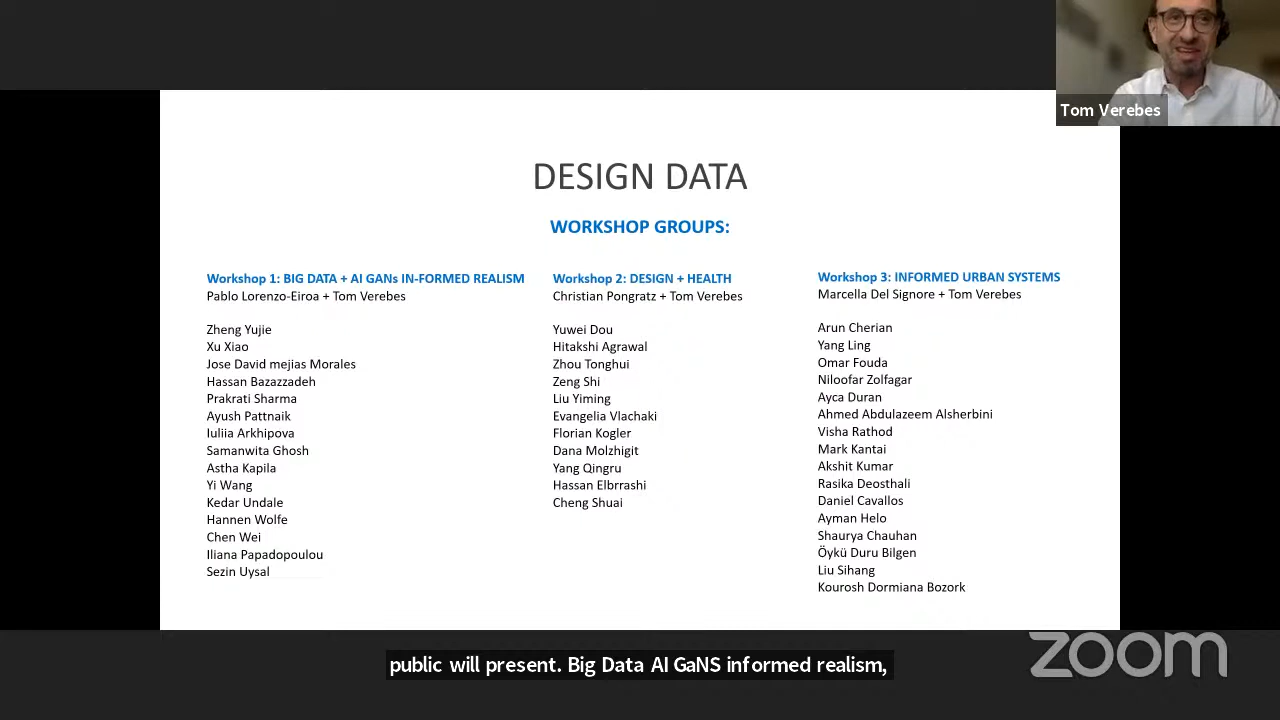 Tom Verebes
DESIGN DATA
WORKSHOP GROUPS:
Workshop 1: BIG DATA + AI GANs IN-FORMED REALISM
Pablo Lorenzo-Eiroa + Tom Verebes
Zheng Yujie
Xu Xiao
Jose David mejias Morales
Hassan Bazazzadeh
Prakrati Sharma
Ayush Pattnaik
Iuliia Arkhipova
Samanwita Ghosh
Astha Kapila
Yi Wang
Kedar Undale
Hannen Wolfe
Chen Wei
Iliana Papadopoulou
Sezin Uysal
Workshop 2: DESIGN + HEALTH
Christian Pongratz + Tom Verebes
Yuwei Dou
Hitakshi Agrawal
Zhou Tonghui
Zeng Shi
Liu Yiming
Evangelia Vlachaki
Florian Kogler
Dana Molzhigit
Yang Qingru
Hassan Elbrrashi
Cheng Shuai
Workshop 3: INFORMED URBAN SYSTEMS
Marcella Del Signore + Tom Verebes
Arun Cherian
Yang Ling
Omar Fouda
Niloofar Zolfagar
Ayca Duran
Ahmed Abdulazeem Alsherbini
Visha Rathod
Mark Kantai
Akshit Kumar
Rasika Deosthali
Daniel Cavallos
Ayman Helo
Shaurya Chauhan
Öykü Duru Bilgen
Liu Sihang
Kourosh Dormiana Bozork
public will present. Big Data AI GaNS informed realism,
zoom